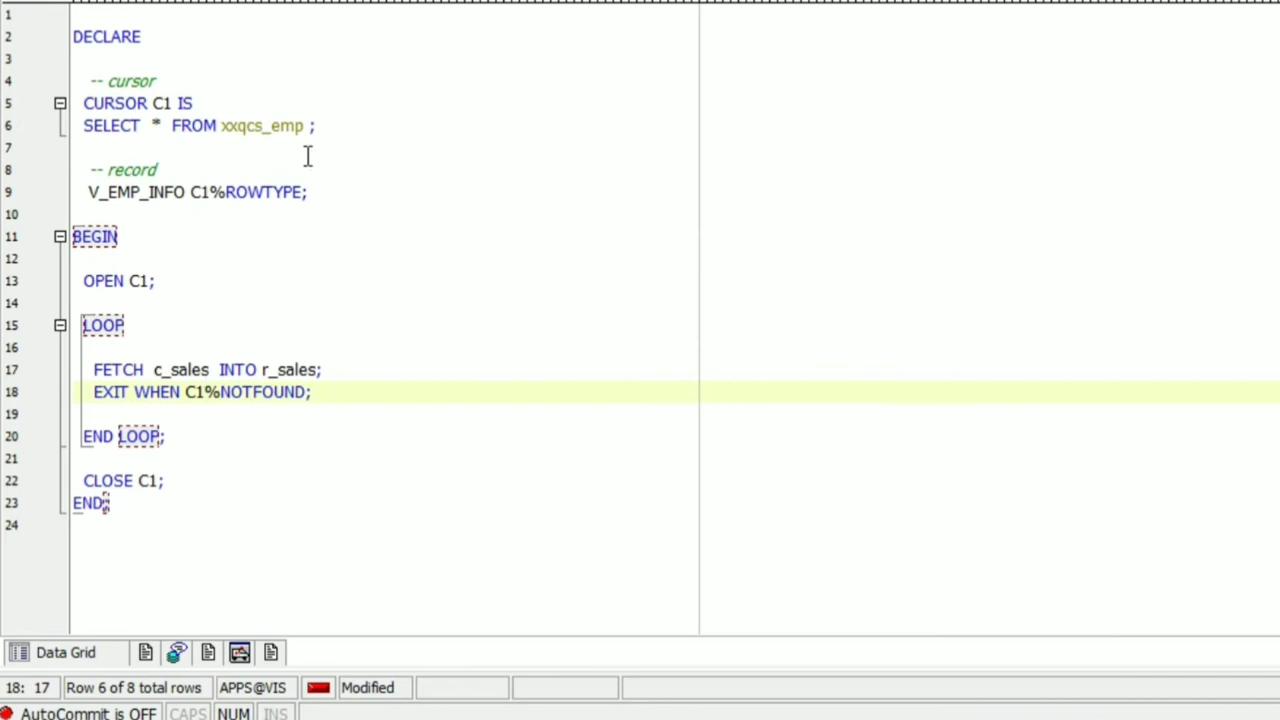 1
2 DECLARE
3
4 -- cursor
5 CURSOR C1 IS
6 SELECT * FROM xxqcs_emp ;
7
8 -- record
9 V_EMP_INFO C1%ROWTYPE;
10
11 BEGIN
12
13 OPEN C1;
14
15 LOOP
16
17 FETCH c_sales INTO r_sales;
18 EXIT WHEN C1%NOTFOUND;
19
20 END LOOP;
21
22 CLOSE C1;
23 END;
24
Data Grid
18: 17 Row 6 of 8 total rows APPS@VIS Modified
AutoCommit is OFF CAPS NUM INS